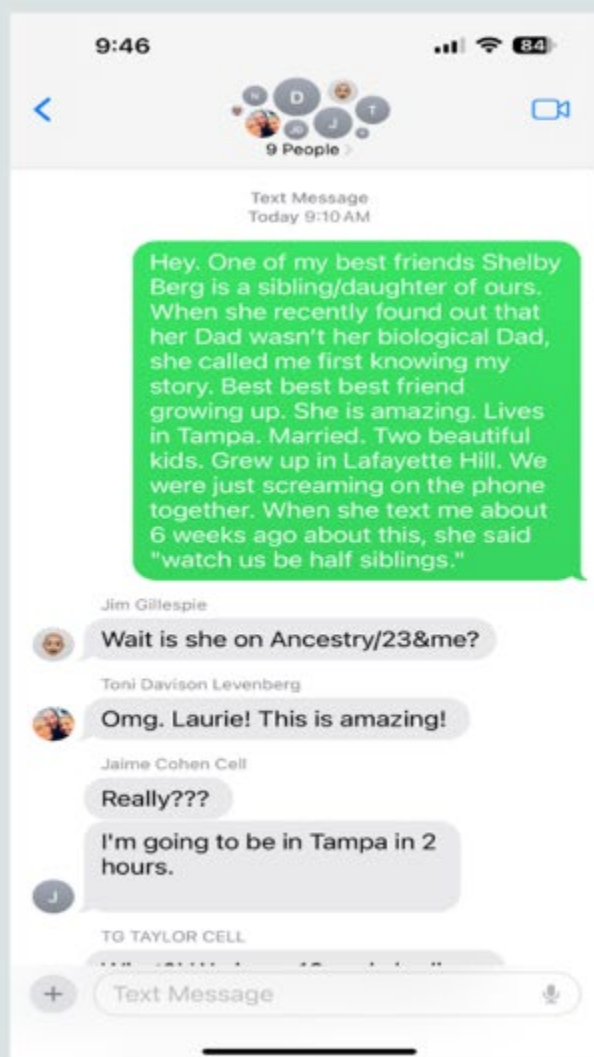 9:46
84
N
D
T
JD
J
9 People
Text Message
Today 9:10 AM
Hey. One of my best friends Shelby
Berg is a sibling/daughter of ours.
When she recently found out that
her Dad wasn't her biological Dad,
she called me first knowing my
story. Best best best friend
growing up. She is amazing. Lives
in Tampa. Married. Two beautiful
kids. Grew up in Lafayette Hill. We
were just screaming on the phone
together. When she text me about
6 weeks ago about this, she said
"watch us be half siblings."
Jim Gillespie
Wait is she on Ancestry/23&me?
Toni Davison Levenberg
Omg. Laurie! This is amazing!
Jaime Cohen Cell
Really???
I'm going to be in Tampa in 2
hours.
J
TG TAYLOR CELL
Text Message